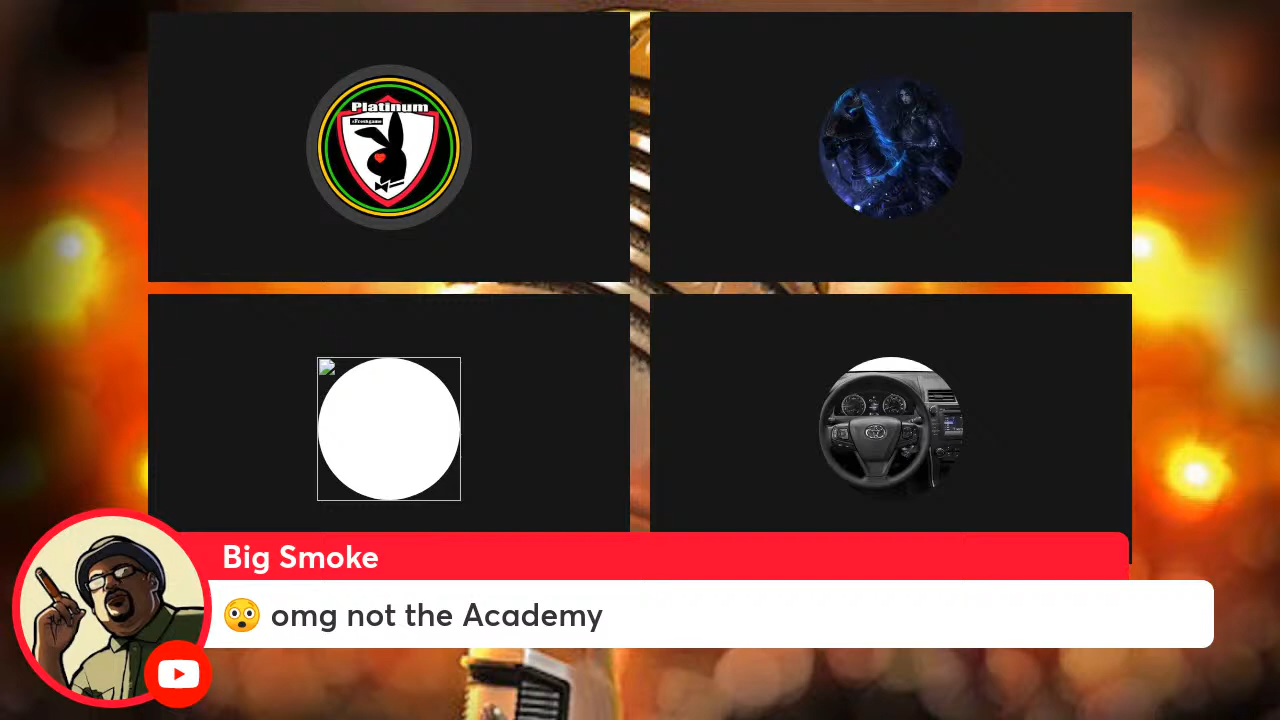 Platinum
Big Smoke
😲 omg not the Academy